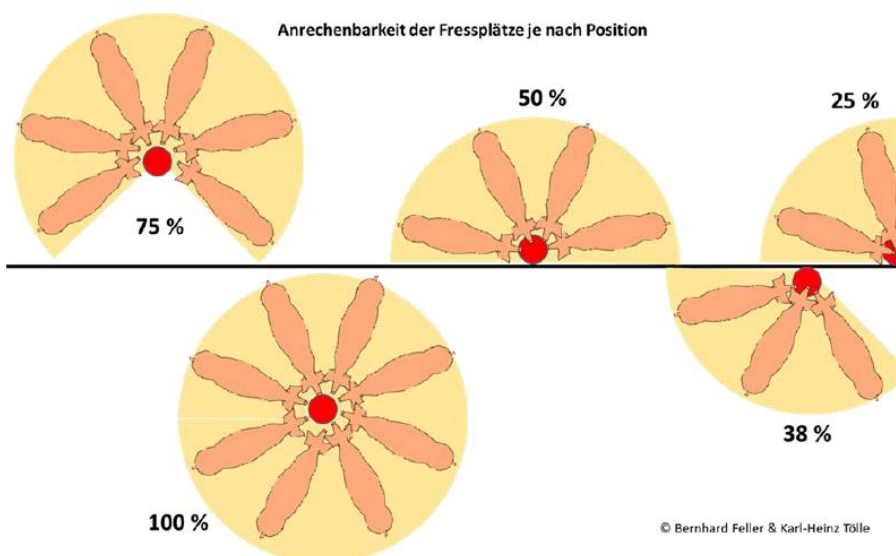 Anrechenbarkeit der Fressplätze je nach Position
50 %
25 %
75 %
38 %
100 %
© Bernhard Feller & Karl-Heinz Tölle